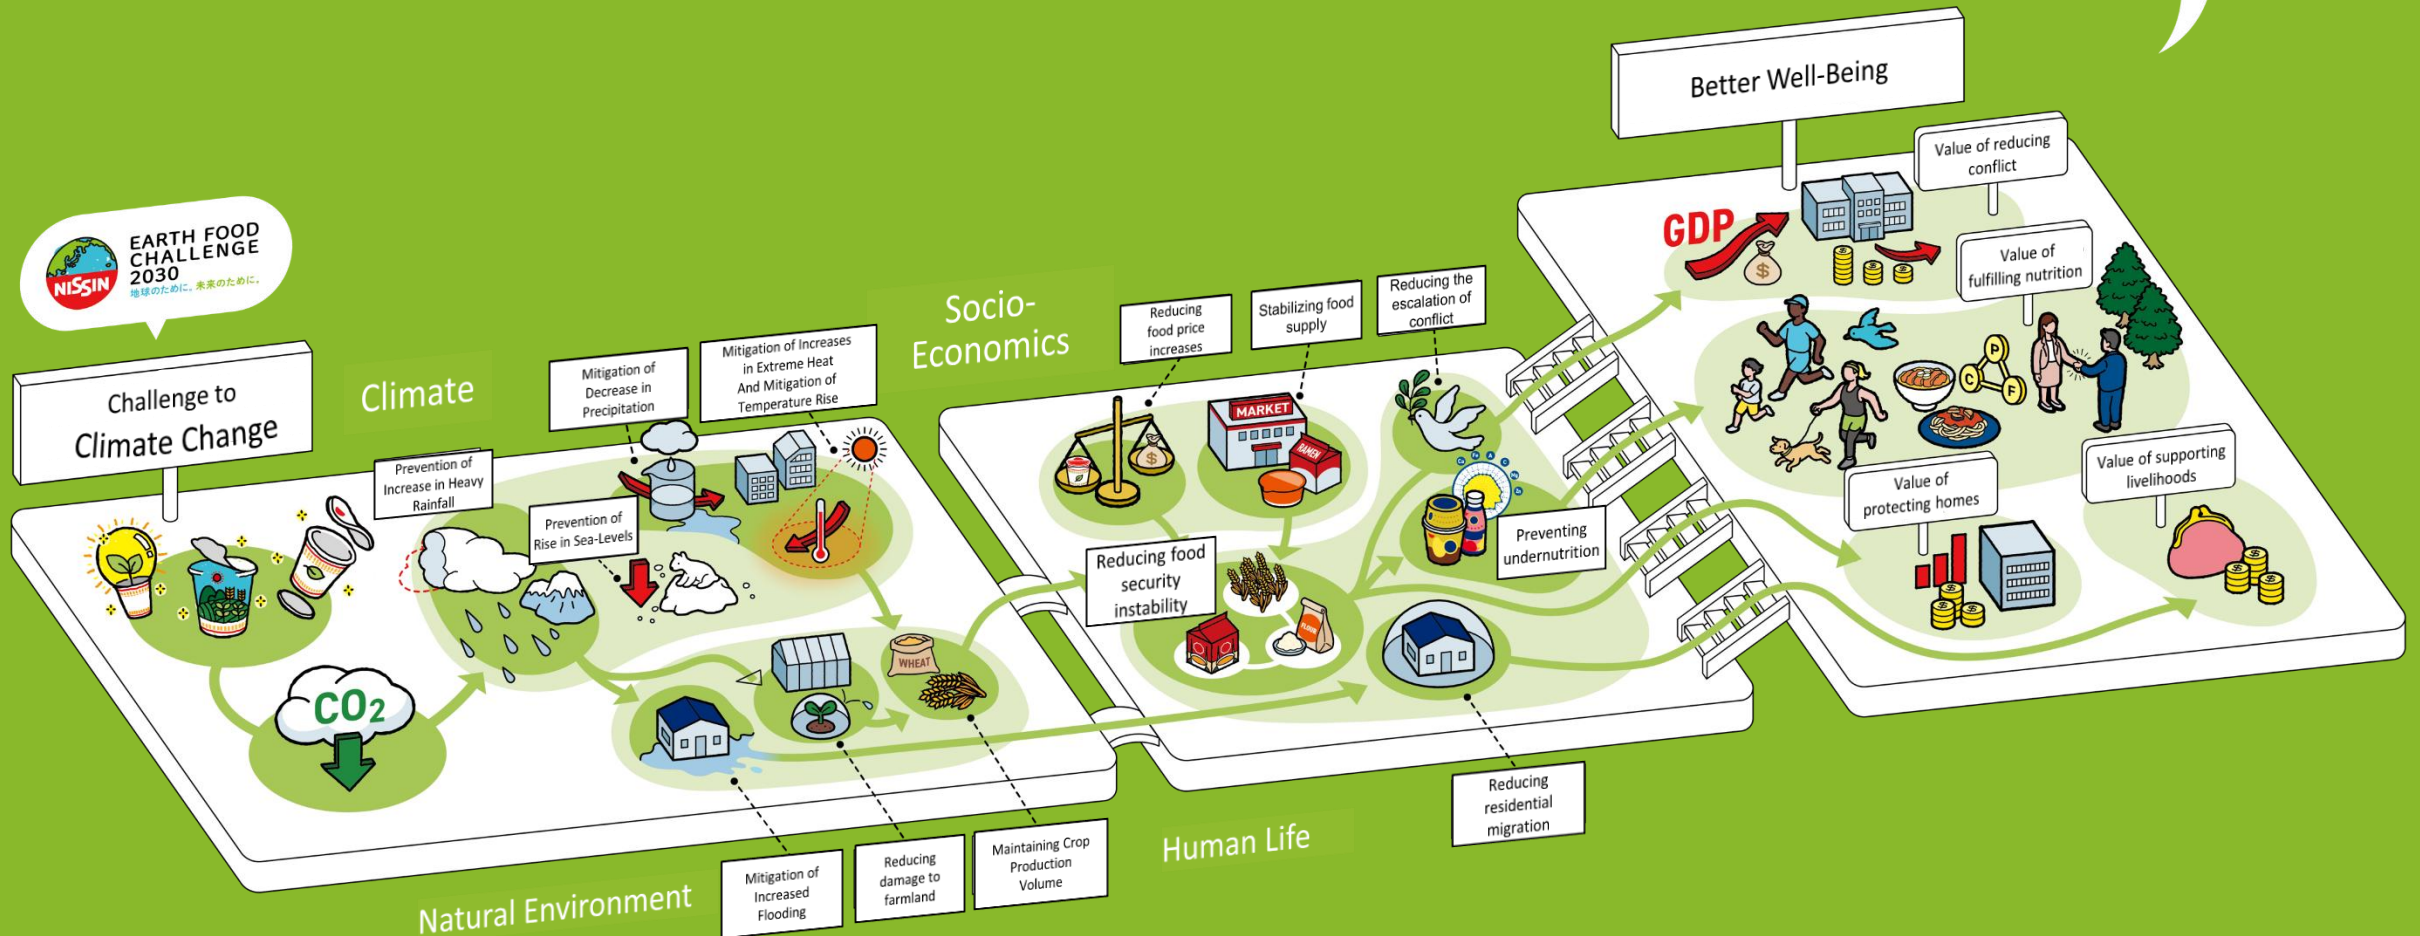 NISSIN
EARTH FOOD
CHALLENGE
2030
地球のために。未来のために。
Challenge to
Climate Change
Climate
Prevention of
Increase in Heavy
Rainfall
Prevention of
Rise in Sea-Levels
Mitigation of
Decrease in
Precipitation
Mitigation of Increases
in Extreme Heat
And Mitigation of
Temperature Rise
CO2
WHEAT
Natural Environment
Mitigation of
Increased
Flooding
Reducing
damage to
farmland
Maintaining Crop
Production
Volume
Socio-
Economics
Reducing
food price
increases
Stabilizing food
supply
Reducing the
escalation of
conflict
$
MARKET
RAMEN
Reducing food
security
instability
FLOUR
Preventing
undernutrition
Human Life
Reducing
residential
migration
Better Well-Being
GDP
$
$
$
$
Value of reducing
conflict
Value of
fulfilling nutrition
P
C
F
Value of
protecting homes
$
$
$
Value of supporting
livelihoods
$
$
$